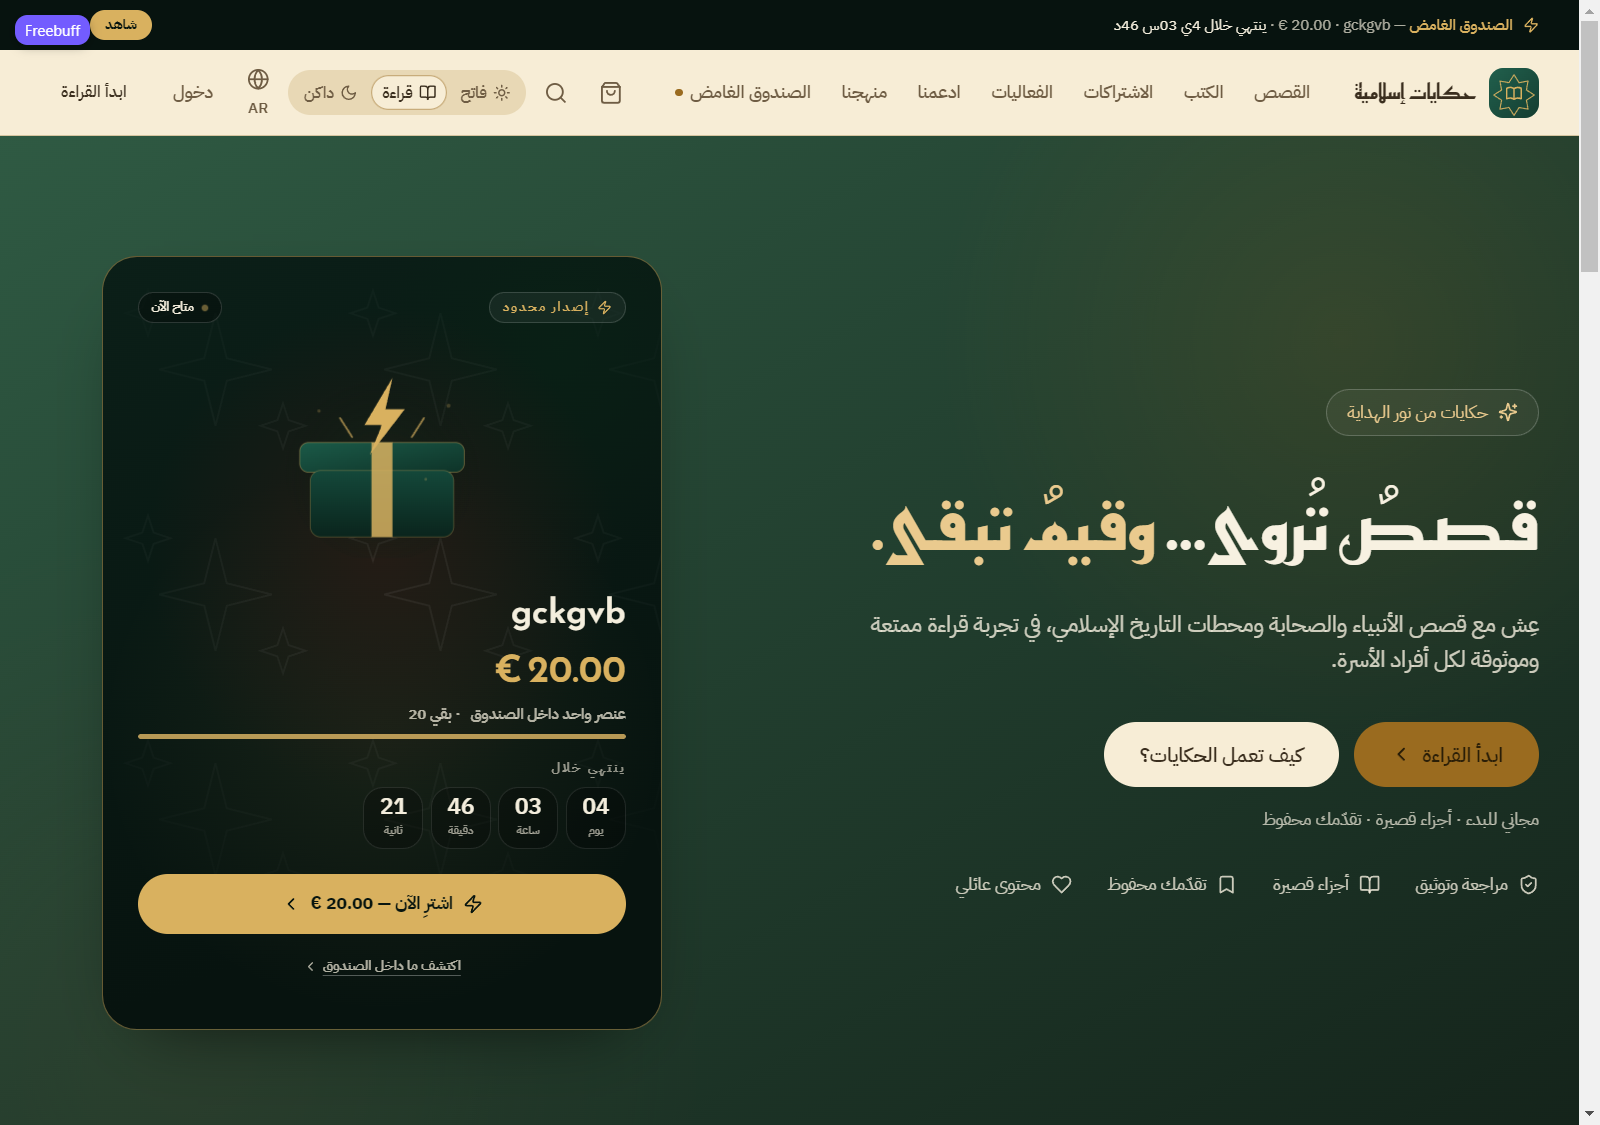 الصندوق الغامض — gckgvb · € 20.00 · ينتهي خلال 4ي 03س 46د
شاهد
Freebuff
حكايات إسلامية
القصص
الكتب
الاشتراكات
الفعاليات
ادعمنا
منهجنا
الصندوق الغامض
فاتح
قراءة
داكن
AR
دخول
ابدأ القراءة
حكايات من نور الهداية
قصصٌ تُروى... وقيمٌ تبقى.
عِش مع قصص الأنبياء والصحابة ومحطات التاريخ الإسلامي، في تجربة قراءة ممتعة
وموثوقة لكل أفراد الأسرة.
ابدأ القراءة
كيف تعمل الحكايات؟
مجاني للبدء · أجزاء قصيرة · تقدّمك محفوظ
مراجعة وتوثيق
أجزاء قصيرة
تقدّمك محفوظ
محتوى عائلي
إصدار محدود
متاح الآن
gckgvb
€ 20.00
عنصر واحد داخل الصندوق · بقي 20
ينتهي خلال
04 يوم
03 ساعة
46 دقيقة
21 ثانية
اشترِ الآن — 20.00 €
اكتشف ما داخل الصندوق